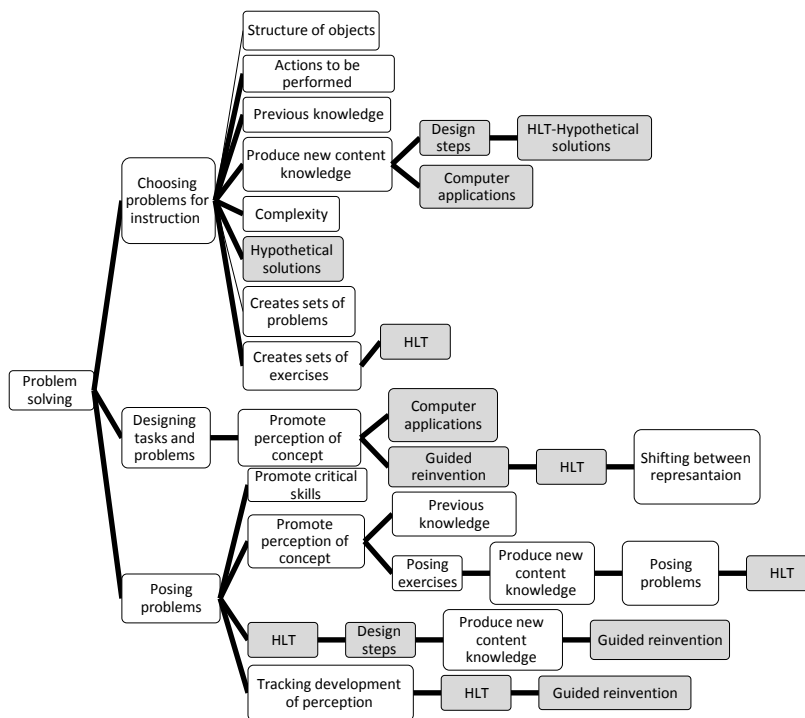 Structure of objects
Actions to be
performed
Previous knowledge
Produce new content
knowledge
Design
steps
HLT-Hypothetical
solutions
Computer
applications
Choosing
problems for
instruction
Complexity
Hypothetical
solutions
Creates sets of
problems
Creates sets of
exercises
HLT
Problem
solving
Designing
tasks and
problems
Promote perception of
concept
Computer
applications
Guided
reinvention
HLT
Shifting between
represantaion
Promote critical
skills
Promote
perception of
concept
Previous
knowledge
Posing
exercises
Produce new
content
knowledge
Posing
problems
HLT
Posing
problems
HLT
Design
steps
Produce new
content
knowledge
Guided reinvention
Tracking development
of perception
HLT
Guided reinvention